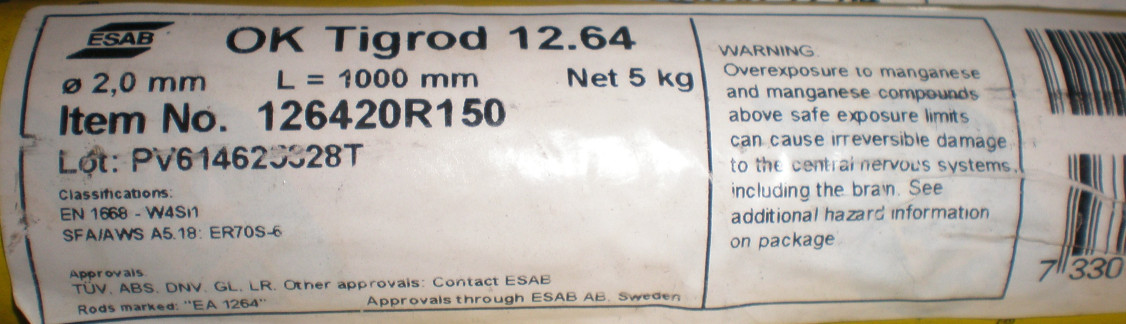 ESAB
OK Tigrod 12.64
ø 2,0 mm L = 1000 mm Net 5 kg
Item No. 126420R150
Lot:
Classifications:
EN 1668 - W4Si1
SFA/AWS A5.18: ER70S-6
Approvals
TÜV, ABS, DNV, GL, LR. Other approvals: Contact ESAB
Rods marked: "EA 1264" Approvals through ESAB AB, Sweden
WARNING
Overexposure to manganese
and manganese compounds
above safe exposure limits
can cause irreversible damage
to the central nervous systems,
including the brain. See
additional hazard information
on package
7 330